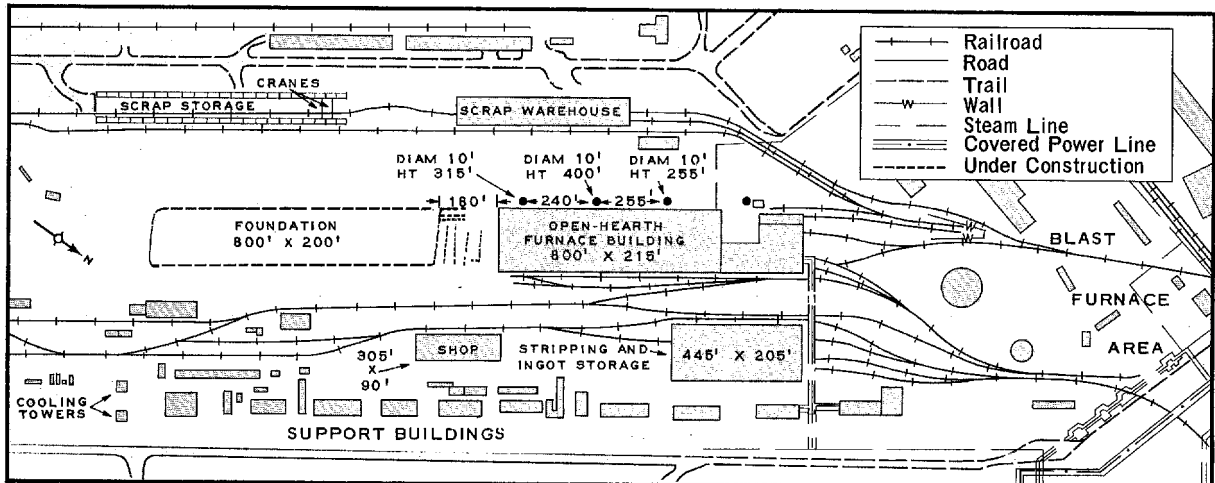 Railroad
Road
Trail
Wall
Steam Line
Covered Power Line
Under Construction
CRANES
SCRAP STORAGE
SCRAP WAREHOUSE
DIAM 10'
HT 315'
DIAM 10'
HT 400'
DIAM 10'
HT 255'
180'
240'
255'
FOUNDATION
800' X 200'
OPEN-HEARTH
FURNACE BUILDING
800' X 215'
N
BLAST
FURNACE
AREA
305'
X
90'
SHOP
STRIPPING AND
INGOT STORAGE
445' X 205'
COOLING
TOWERS
SUPPORT BUILDINGS